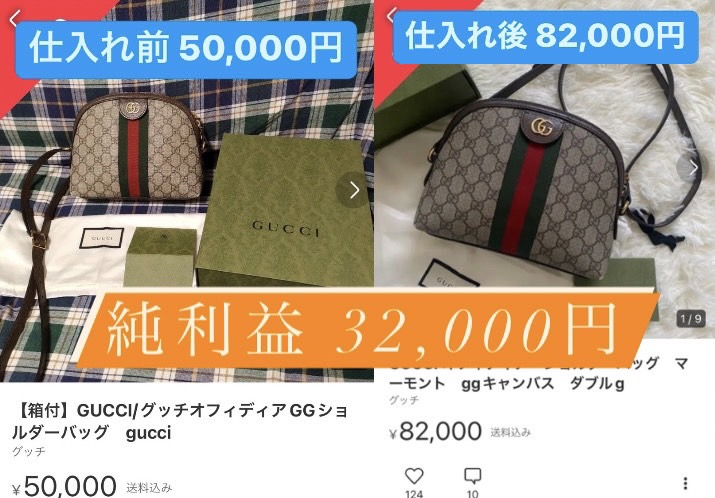 仕入れ前 50,000円
仕入れ後 82,000円
GUCCI
GUCCI
純利益 32,000円
1/9
【箱付】GUCCI/グッチオフィディアGGショ
ルダーバッグ gucci
グッチ
¥50,000 送料込み
バッグ マ
ーモント ggキャンバス ダブルg
グッチ
¥82,000 送料込み
124
10